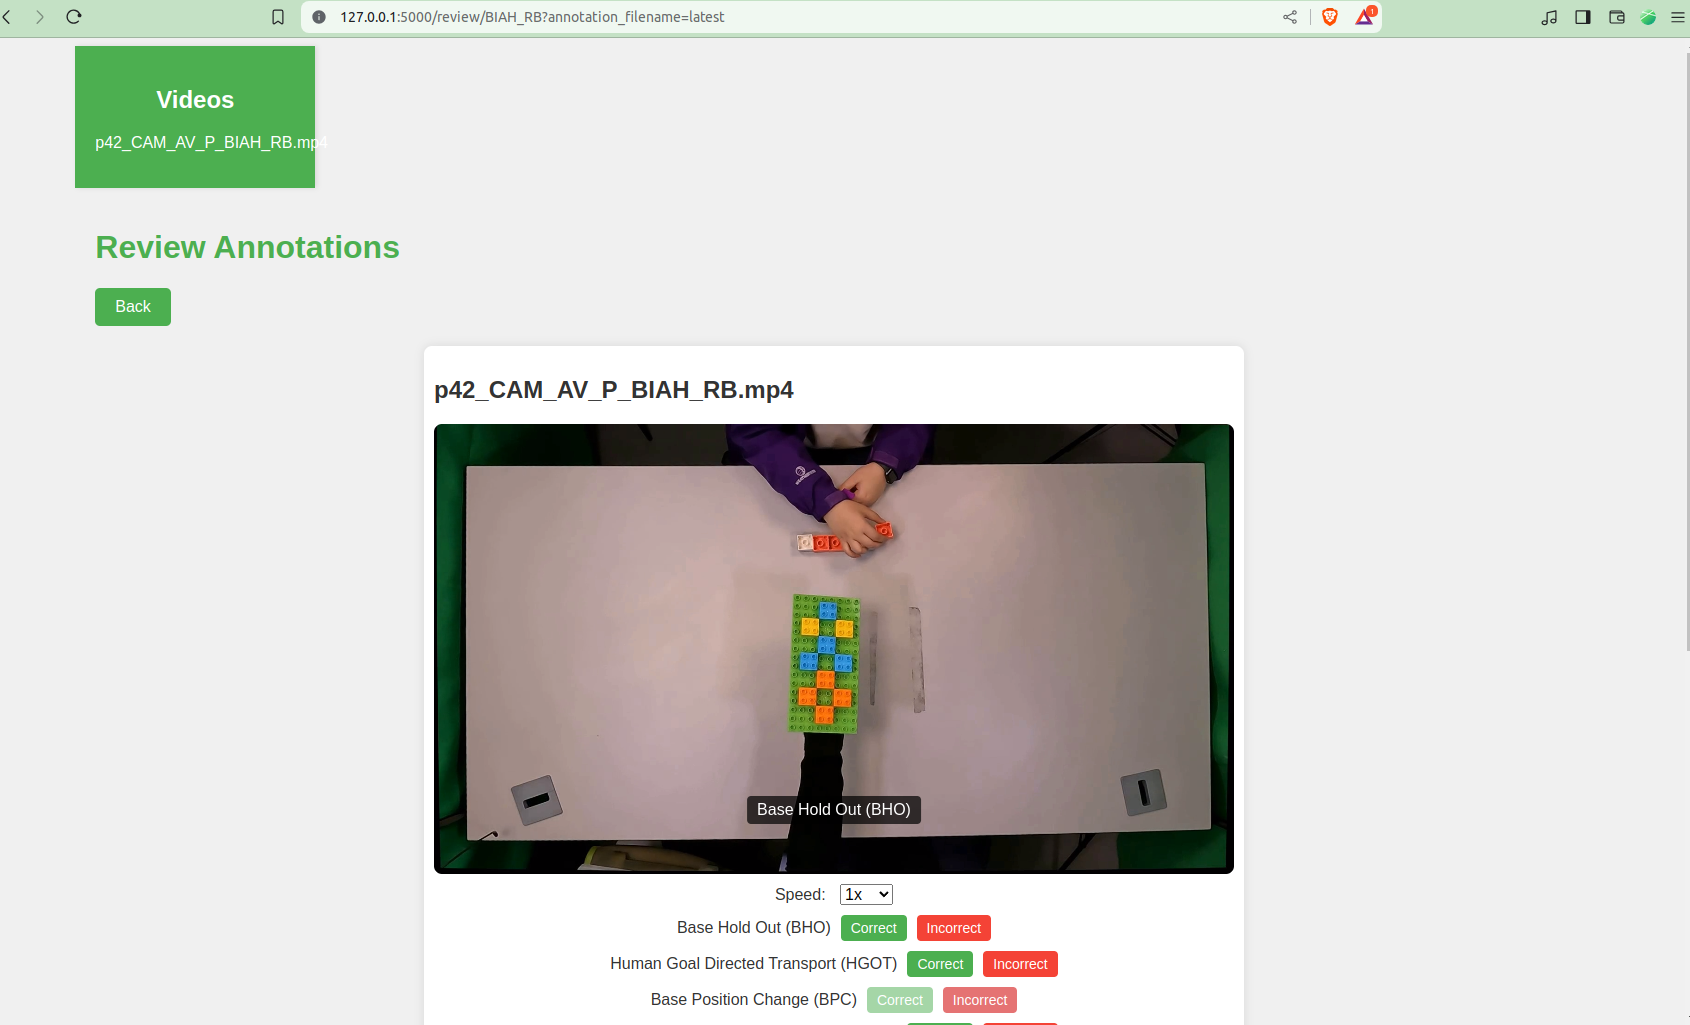 127.0.0.1:5000/review/BIAH_RB?annotation_filename=latest
1
Videos
p42_CAM_AV_P_BIAH_RB.mp4
Review Annotations
Back
p42_CAM_AV_P_BIAH_RB.mp4
Base Hold Out (BHO)
Speed: 1x
Base Hold Out (BHO) Correct Incorrect
Human Goal Directed Transport (HGOT) Correct Incorrect
Base Position Change (BPC) Correct Incorrect